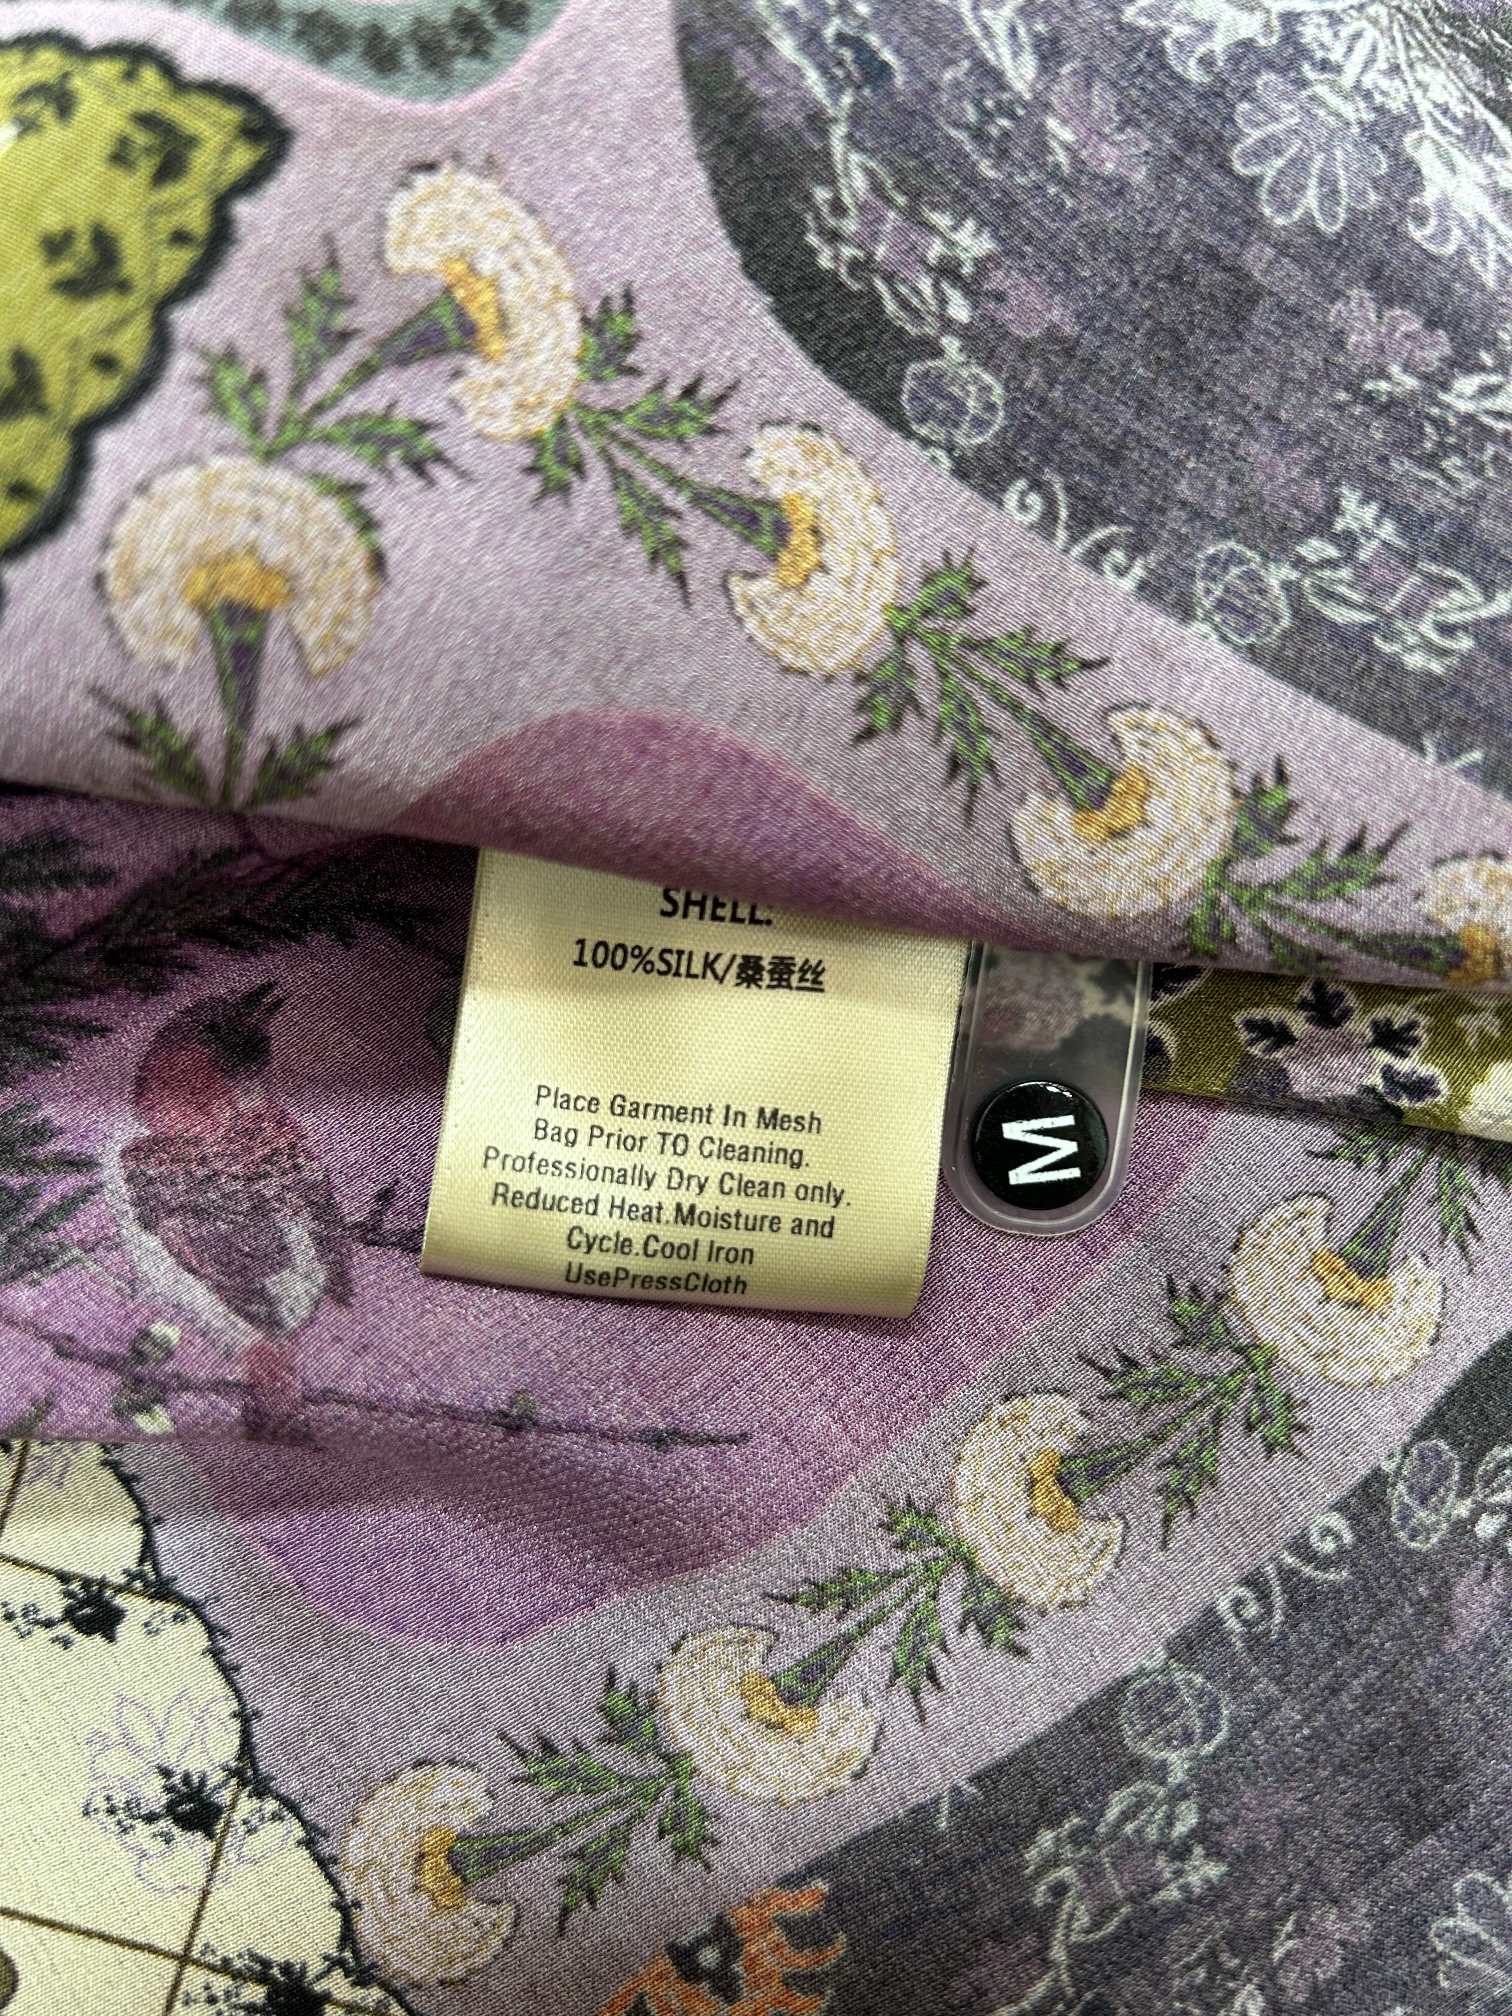 SHELL:
100%SILK/桑蚕丝
Place Garment In Mesh
Bag Prior TO Cleaning.
Professionally Dry Clean only.
Reduced Heat.Moisture and
Cycle.Cool Iron
UsePressCloth
M